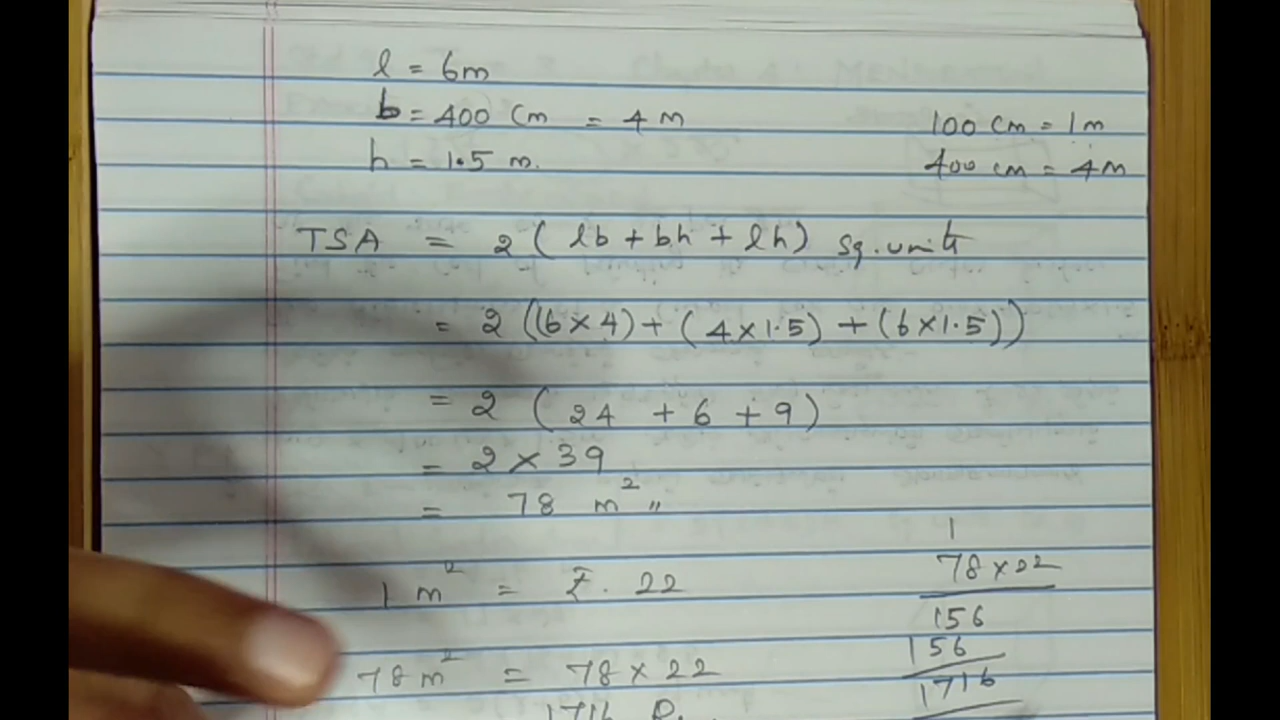 l = 6m
b = 400 Cm = 4 m
h = 1.5 m.
100 cm = 1m
400 cm = 4m
TSA = 2 ( lb + bh + lh ) sq.units
= 2 ((6 × 4) + ( 4 × 1.5 ) + (6 × 1.5 ))
= 2 ( 24 + 6 + 9 )
= 2 × 39
= 78 m² 〃
1
78 × 22
156
156
1716
1 m² = ₹. 22
78 m² = 78 × 22
1716